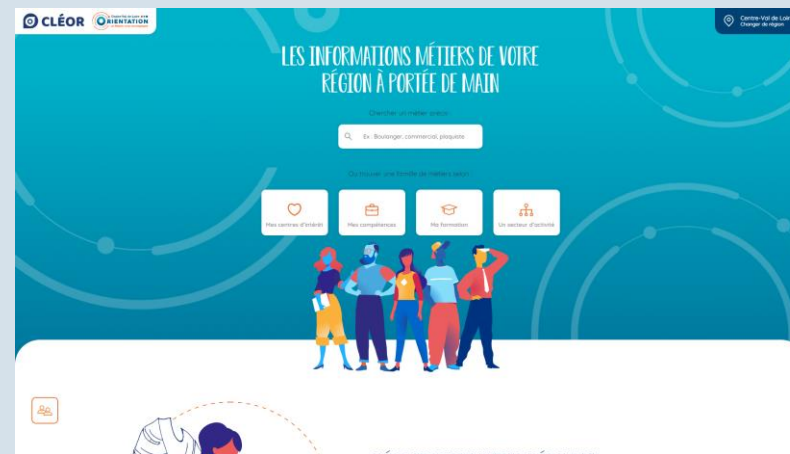 CLÉOR
ORIENTATION
Centre-Val de Loir
Changer de région
LES INFORMATIONS MÉTIERS DE VOTRE
RÉGION À PORTÉE DE MAIN
Chercher un métier précis
Ex : Boulanger, commercial, plaquiste
Ou trouver une famille de métiers selon :
Mes centres d'intérêt
Mes compétences
Ma formation
Un secteur d'activité